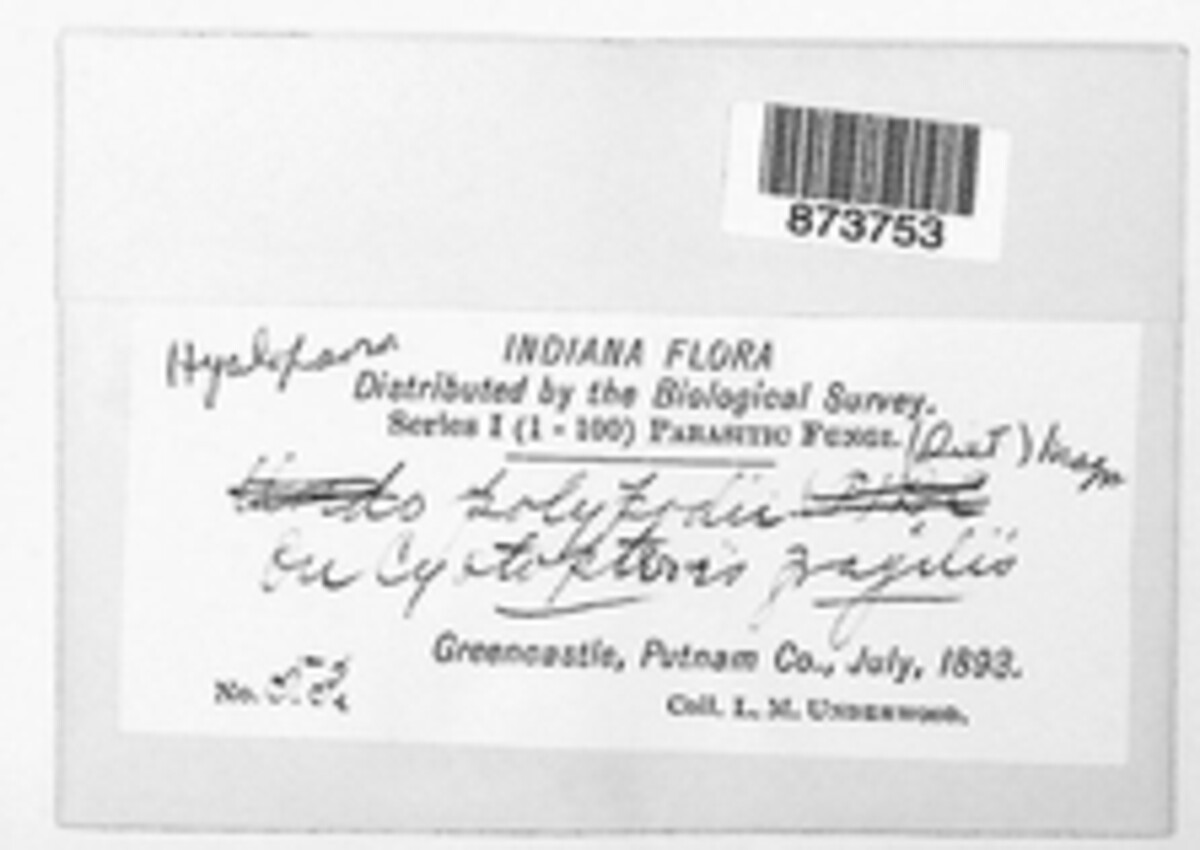 873753
Hyalopsora
INDIANA FLORA
Distributed by the Biological Survey.
Series I (1 - 100) PARASITIC FUNGI. (Diet) Magn
Polypodii
On Cystopteris fragilis
Greencastle, Putnam Co., July, 1893.
No.
Coll. L. M. UNDERWOOD.